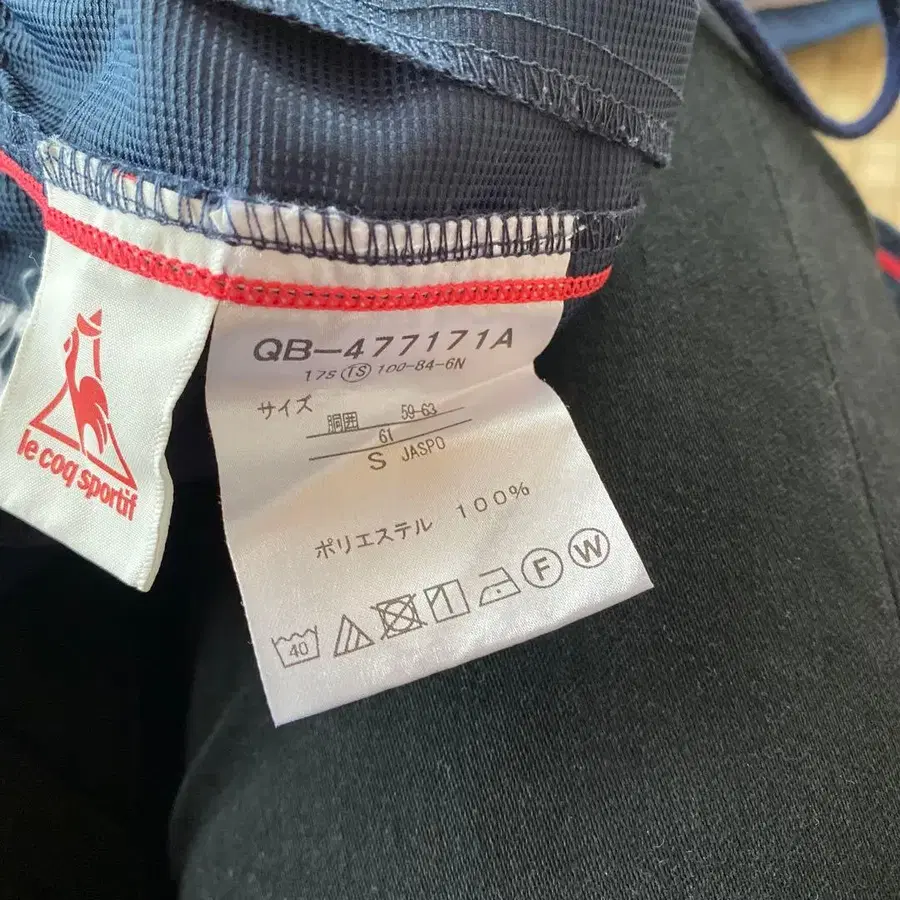 le coq sportif
QB-477171A
17S TS 100-84-6N
サイズ
胴囲 59-63
61
S JASPO
ポリエステル 100%
40
F W